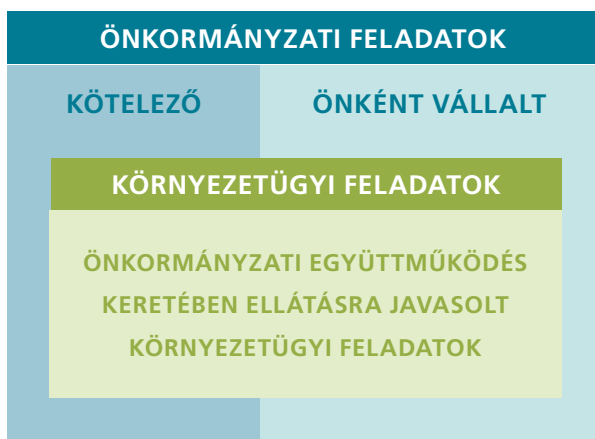 ÖNKORMÁNYZATI FELADATOK
KÖTELEZŐ
ÖNKÉNT VÁLLALT
KÖRNYEZETÜGYI FELADATOK
ÖNKORMÁNYZATI EGYÜTTMŰKÖDÉS
KERETÉBEN ELLÁTÁSRA JAVASOLT
KÖRNYEZETÜGYI FELADATOK